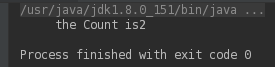 /usr/java/jdk1.8.0_151/bin/java ...
the Count is2
Process finished with exit code 0